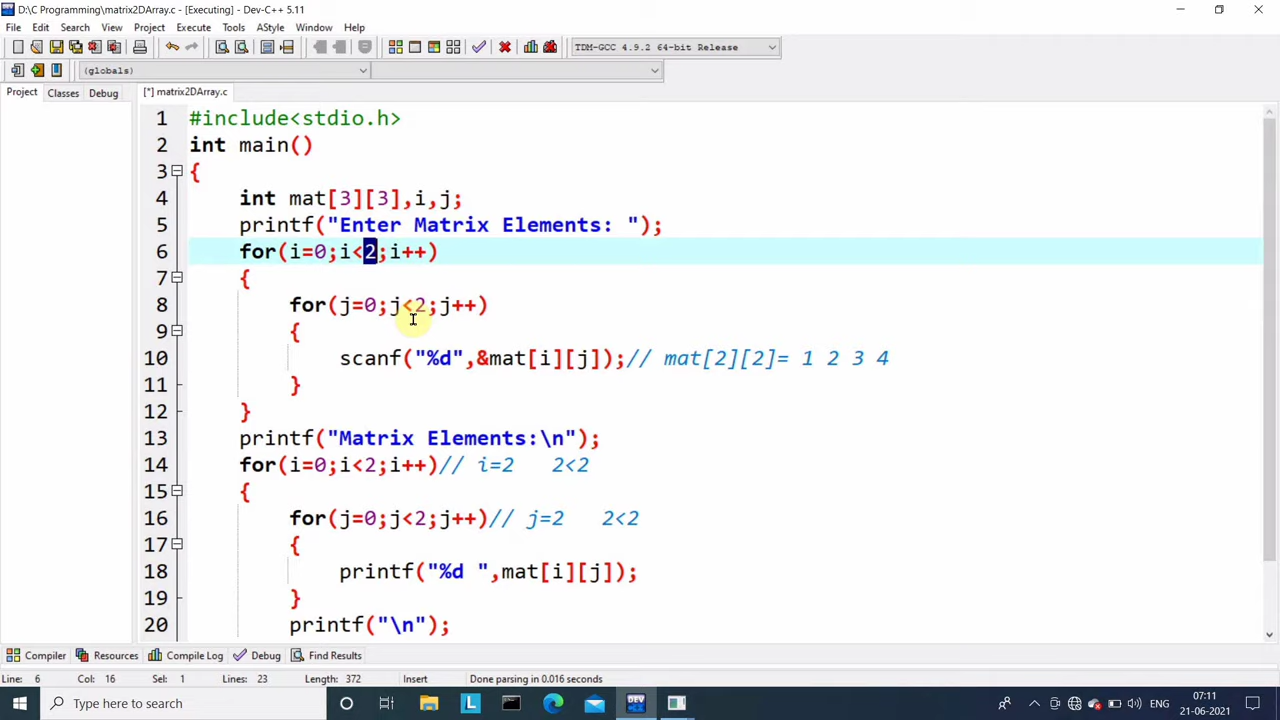 D:\C Programming\matrix2DArray.c - [Executing] - Dev-C++ 5.11
File Edit Search View Project Execute Tools AStyle Window Help
TDM-GCC 4.9.2 64-bit Release
(globals)
Project Classes Debug [*] matrix2DArray.c
1 #include<stdio.h>
2 int main()
3 {
4 int mat[3][3],i,j;
5 printf("Enter Matrix Elements: ");
6 for(i=0;i<2;i++)
7 {
8 for(j=0;j<2;j++)
9 {
10 scanf("%d",&mat[i][j]);// mat[2][2]= 1 2 3 4
11 }
12 }
13 printf("Matrix Elements:\n");
14 for(i=0;i<2;i++)// i=2   2<2
15 {
16 for(j=0;j<2;j++)// j=2   2<2
17 {
18 printf("%d ",mat[i][j]);
19 }
20 printf("\n");
Compiler Resources Compile Log Debug Find Results
Line: 6 Col: 16 Sel: 1 Lines: 23 Length: 372 Insert Done parsing in 0.016 seconds
Type here to search
L
DEV
ENG
07:11
21-06-2021